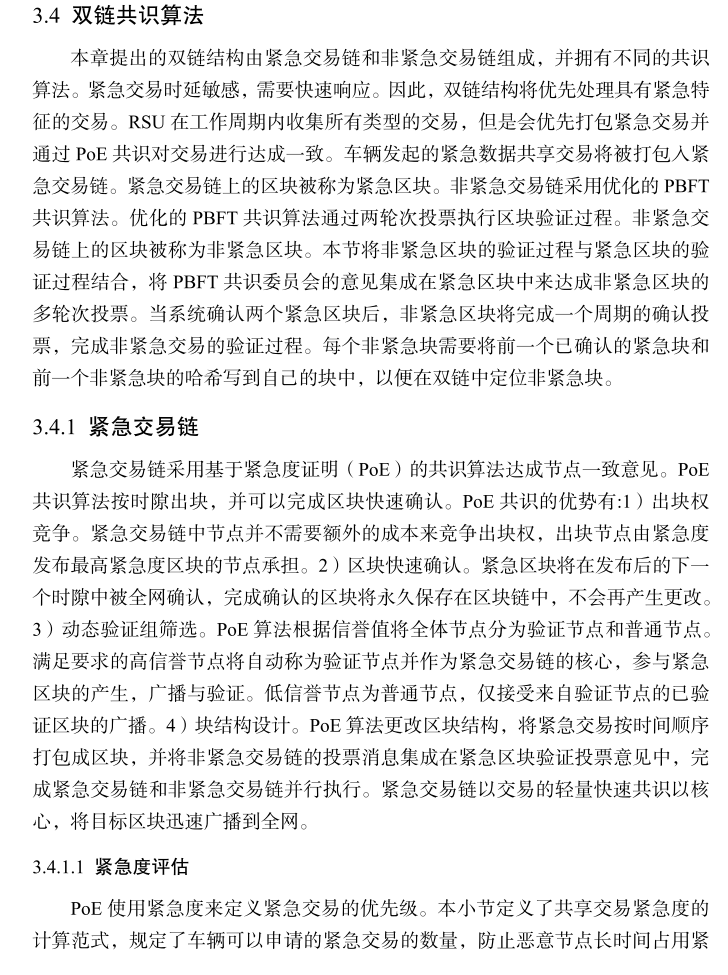 3.4 双链共识算法
本章提出的双链结构由紧急交易链和非紧急交易链组成，并拥有不同的共识
算法。紧急交易时延敏感，需要快速响应。因此，双链结构将优先处理具有紧急特
征的交易。RSU 在工作周期内收集所有类型的交易，但是会优先打包紧急交易并
通过 PoE 共识对交易进行达成一致。车辆发起的紧急数据共享交易将被打包入紧
急交易链。紧急交易链上的区块被称为紧急区块。非紧急交易链采用优化的 PBFT
共识算法。优化的 PBFT 共识算法通过两轮次投票执行区块验证过程。非紧急交
易链上的区块被称为非紧急区块。本节将非紧急区块的验证过程与紧急区块的验
证过程结合，将 PBFT 共识委员会的意见集成在紧急区块中来达成非紧急区块的
多轮次投票。当系统确认两个紧急区块后，非紧急区块将完成一个周期的确认投
票，完成非紧急交易的验证过程。每个非紧急块需要将前一个已确认的紧急块和
前一个非紧急块的哈希写到自己的块中，以便在双链中定位非紧急块。
3.4.1 紧急交易链
紧急交易链采用基于紧急度证明（PoE）的共识算法达成节点一致意见。PoE
共识算法按时隙出块，并可以完成区块快速确认。PoE 共识的优势有:1）出块权
竞争。紧急交易链中节点并不需要额外的成本来竞争出块权，出块节点由紧急度
发布最高紧急度区块的节点承担。2）区块快速确认。紧急区块将在发布后的下一
个时隙中被全网确认，完成确认的区块将永久保存在区块链中，不会再产生更改。
3）动态验证组筛选。PoE 算法根据信誉值将全体节点分为验证节点和普通节点。
满足要求的高信誉节点将自动称为验证节点并作为紧急交易链的核心，参与紧急
区块的产生，广播与验证。低信誉节点为普通节点，仅接受来自验证节点的已验
证区块的广播。4）块结构设计。PoE 算法更改区块结构，将紧急交易按时间顺序
打包成区块，并将非紧急交易链的投票消息集成在紧急区块验证投票意见中，完
成紧急交易链和非紧急交易链并行执行。紧急交易链以交易的轻量快速共识以核
心，将目标区块迅速广播到全网。
3.4.1.1 紧急度评估
PoE 使用紧急度来定义紧急交易的优先级。本小节定义了共享交易紧急度的
计算范式，规定了车辆可以申请的紧急交易的数量，防止恶意节点长时间占用紧